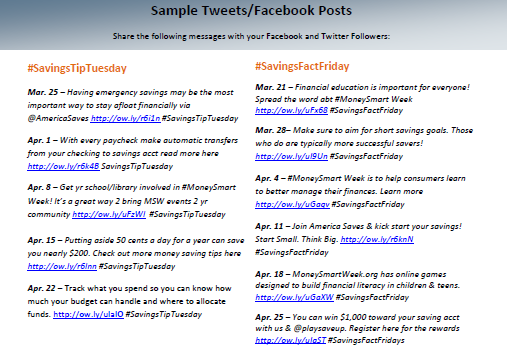 Sample Tweets/Facebook Posts
Share the following messages with your Facebook and Twitter Followers:
#SavingsTipTuesday
Mar. 25 – Having emergency savings may be the most
important way to stay afloat financially via
@AmericaSaves http://ow.ly/r6i1n #SavingsTipTuesday
Apr. 1 – With every paycheck make automatic transfers
from your checking to savings acct read more here
http://ow.ly/r6k4B SavingsTipTuesday
Apr. 8 – Get yr school/library involved in #MoneySmart
Week! It's a great way 2 bring MSW events 2 yr
community http://ow.ly/uFzWl #SavingsTipTuesday
Apr. 15 – Putting aside 50 cents a day for a year can save
you nearly $200. Check out more money saving tips here
http://ow.ly/r6lnn #SavingsTipTuesday
Apr. 22 – Track what you spend so you can know how
much your budget can handle and where to allocate
funds. http://ow.ly/ulalO #SavingsTipTuesday
#SavingsFactFriday
Mar. 21 – Financial education is important for everyone!
Spread the word abt #MoneySmart Week
http://ow.ly/uFx68 #SavingsFactFriday
Mar. 28– Make sure to aim for short savings goals. Those
who do are typically more successful savers!
http://ow.ly/ul9Un #SavingsFactFriday
Apr. 4 – #MoneySmart Week is to help consumers learn
to better manage their finances. Learn more
http://ow.ly/uGaqv #SavingsFactFriday
Apr. 11 – Join America Saves & kick start your savings!
Start Small. Think Big. http://ow.ly/r6knN
#SavingsFactFriday
Apr. 18 – MoneySmartWeek.org has online games
designed to build financial literacy in children & teens.
http://ow.ly/uGaXW #SavingsFactFriday
Apr. 25 – You can win $1,000 toward your saving acct
with us & @playsaveup. Register here for the rewards
http://ow.ly/ulaST #SavingsFactFridays